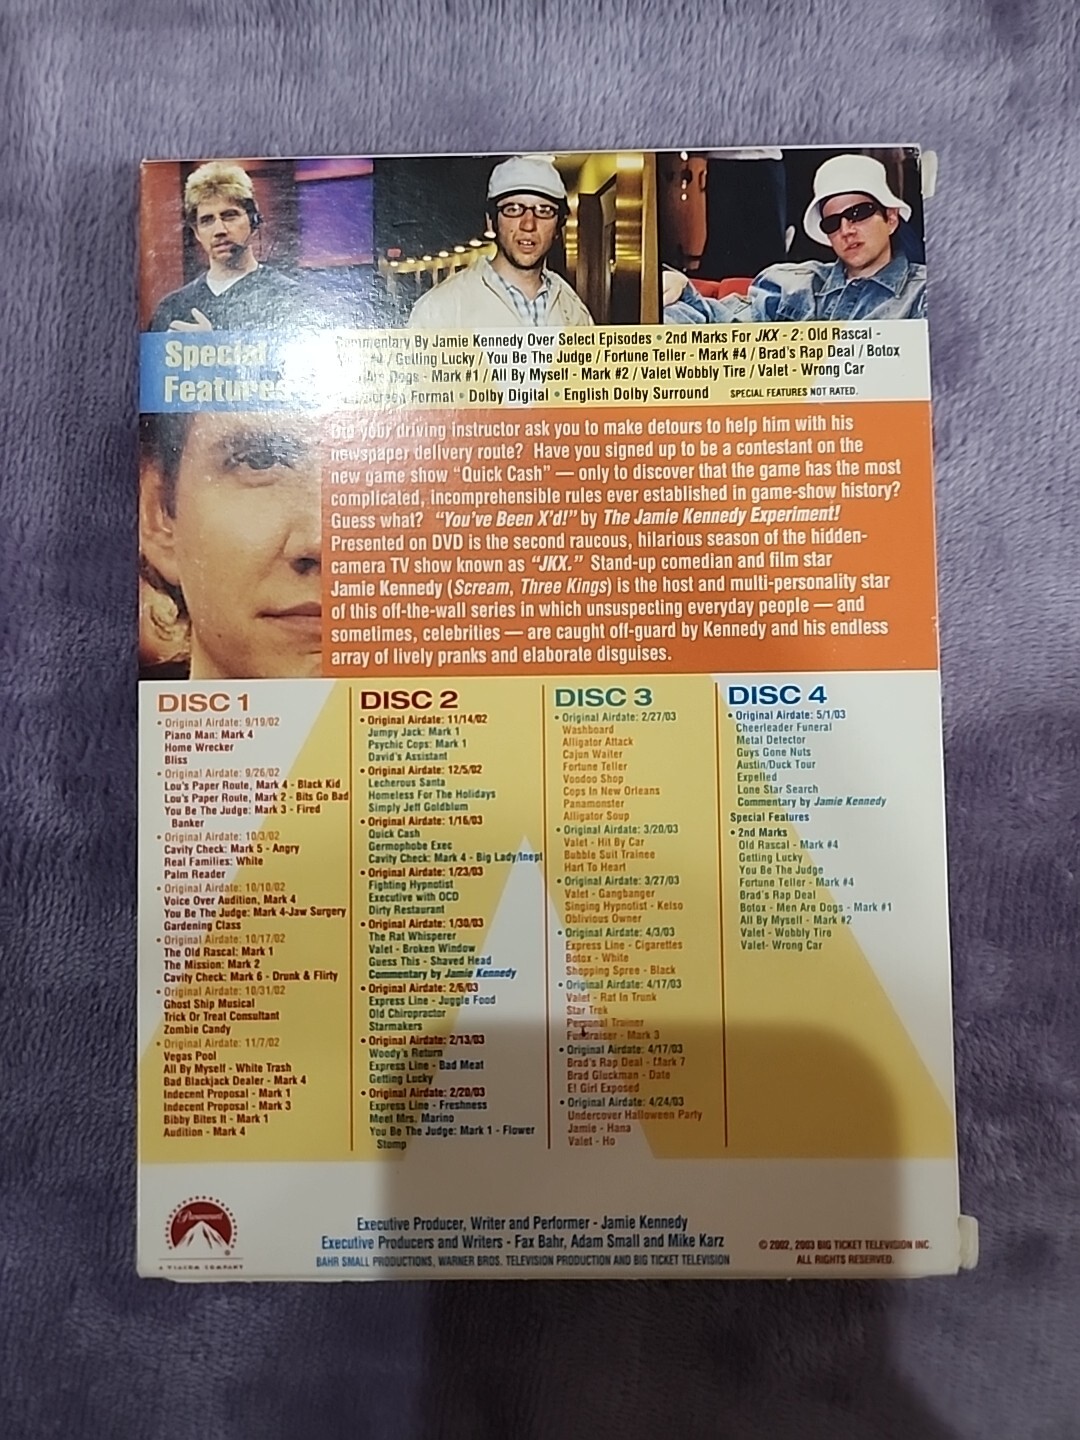 Special
Features
Commentary By Jamie Kennedy Over Select Episodes • 2nd Marks For JKX - 2: Old Rascal -
/ Getting Lucky / You Be The Judge / Fortune Teller - Mark #4 / Brad's Rap Deal / Botox
Dogs - Mark #1 / All By Myself - Mark #2 / Valet Wobbly Tire / Valet - Wrong Car
Format • Dolby Digital • English Dolby Surround SPECIAL FEATURES NOT RATED.
Did your driving instructor ask you to make detours to help him with his
newspaper delivery route? Have you signed up to be a contestant on the
new game show "Quick Cash" — only to discover that the game has the most
complicated, incomprehensible rules ever established in game-show history?
Guess what? "You've Been X'd!" by The Jamie Kennedy Experiment!
Presented on DVD is the second raucous, hilarious season of the hidden-
camera TV show known as "JKX." Stand-up comedian and film star
Jamie Kennedy (Scream, Three Kings) is the host and multi-personality star
of this off-the-wall series in which unsuspecting everyday people — and
sometimes, celebrities — are caught off-guard by Kennedy and his endless
array of lively pranks and elaborate disguises.
DISC 1
• Original Airdate: 9/19/02
Piano Man: Mark 4
Home Wrecker
Bliss
• Original Airdate: 9/26/02
Lou's Paper Route, Mark 4 - Black Kid
Lou's Paper Route, Mark 2 - Bits Go Bad
You Be The Judge: Mark 3 - Fired
Banker
• Original Airdate: 10/3/02
Cavity Check: Mark 5 - Angry
Real Families: White
Palm Reader
• Original Airdate: 10/10/02
Voice Over Audition, Mark 4
You Be The Judge: Mark 4-Jaw Surgery
Gardening Class
• Original Airdate: 10/17/02
The Old Rascal: Mark 1
The Mission: Mark 2
Cavity Check: Mark 6 - Drunk & Flirty
• Original Airdate: 10/31/02
Ghost Ship Musical
Trick Or Treat Consultant
Zombie Candy
• Original Airdate: 11/7/02
Vegas Pool
All By Myself - White Trash
Bad Blackjack Dealer - Mark 4
Indecent Proposal - Mark 1
Indecent Proposal - Mark 3
Bibby Bites It - Mark 1
Audition - Mark 4
DISC 2
• Original Airdate: 11/14/02
Jumpy Jack: Mark 1
Psychic Cops: Mark 1
David's Assistant
• Original Airdate: 12/5/02
Lecherous Santa
Homeless For The Holidays
Simply Jeff Goldblum
• Original Airdate: 1/16/03
Quick Cash
Germophobe Exec
Cavity Check: Mark 4 - Big Lady/Inept
• Original Airdate: 1/23/03
Fighting Hypnotist
Executive with OCD
Dirty Restaurant
• Original Airdate: 1/30/03
The Rat Whisperer
Valet - Broken Window
Guess This - Shaved Head
Commentary by Jamie Kennedy
• Original Airdate: 2/6/03
Express Line - Juggle Food
Old Chiropractor
Starmakers
• Original Airdate: 2/13/03
Woody's Return
Express Line - Bad Meat
Getting Lucky
• Original Airdate: 2/20/03
Express Line - Freshness
Meet Mrs. Marino
You Be The Judge: Mark 1 - Flower
Stomp
DISC 3
• Original Airdate: 2/27/03
Washboard
Alligator Attack
Cajun Waiter
Fortune Teller
Voodoo Shop
Cops In New Orleans
Panamonster
Alligator Soup
• Original Airdate: 3/20/03
Valet - Hit By Car
Bubble Suit Trainee
Hart To Heart
• Original Airdate: 3/27/03
Valet - Gangbanger
Singing Hypnotist - Kelso
Oblivious Owner
• Original Airdate: 4/3/03
Express Line - Cigarettes
Botox - White
Shopping Spree - Black
• Original Airdate: 4/17/03
Valet - Rat In Trunk
Star Trek
Personal Trainer
Fundraiser - Mark 3
• Original Airdate: 4/17/03
Brad's Rap Deal - Mark 7
Brad Gluckman - Date
E! Girl Exposed
• Original Airdate: 4/24/03
Undercover Halloween Party
Jamie - Hana
Valet - Ho
DISC 4
• Original Airdate: 5/1/03
Cheerleader Funeral
Metal Detector
Guys Gone Nuts
Austin/Duck Tour
Expelled
Lone Star Search
Commentary by Jamie Kennedy
Special Features
• 2nd Marks
Old Rascal - Mark #4
Getting Lucky
You Be The Judge
Fortune Teller - Mark #4
Brad's Rap Deal
Botox - Men Are Dogs - Mark #1
All By Myself - Mark #2
Valet - Wobbly Tire
Valet- Wrong Car
Paramount
A VIACOM COMPANY
Executive Producer, Writer and Performer - Jamie Kennedy
Executive Producers and Writers - Fax Bahr, Adam Small and Mike Karz
BAHR SMALL PRODUCTIONS, WARNER BROS. TELEVISION PRODUCTION AND BIG TICKET TELEVISION
© 2002, 2003 BIG TICKET TELEVISION INC.
ALL RIGHTS RESERVED.